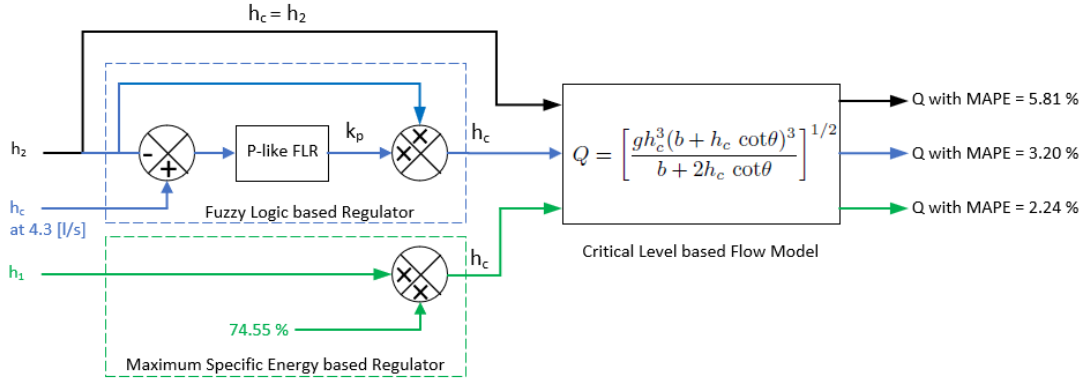 h_c = h_2
h_2
-
+
P-like FLR
k_p
×
×
h_c
h_c
at 4.3 [l/s]
Fuzzy Logic based Regulator
h_1
×
×
h_c
74.55 %
Maximum Specific Energy based Regulator
Q = [ gh_c^3(b + h_c cotθ)^3 / b + 2h_c cotθ ]^{1/2}
Critical Level based Flow Model
Q with MAPE = 5.81 %
Q with MAPE = 3.20 %
Q with MAPE = 2.24 %